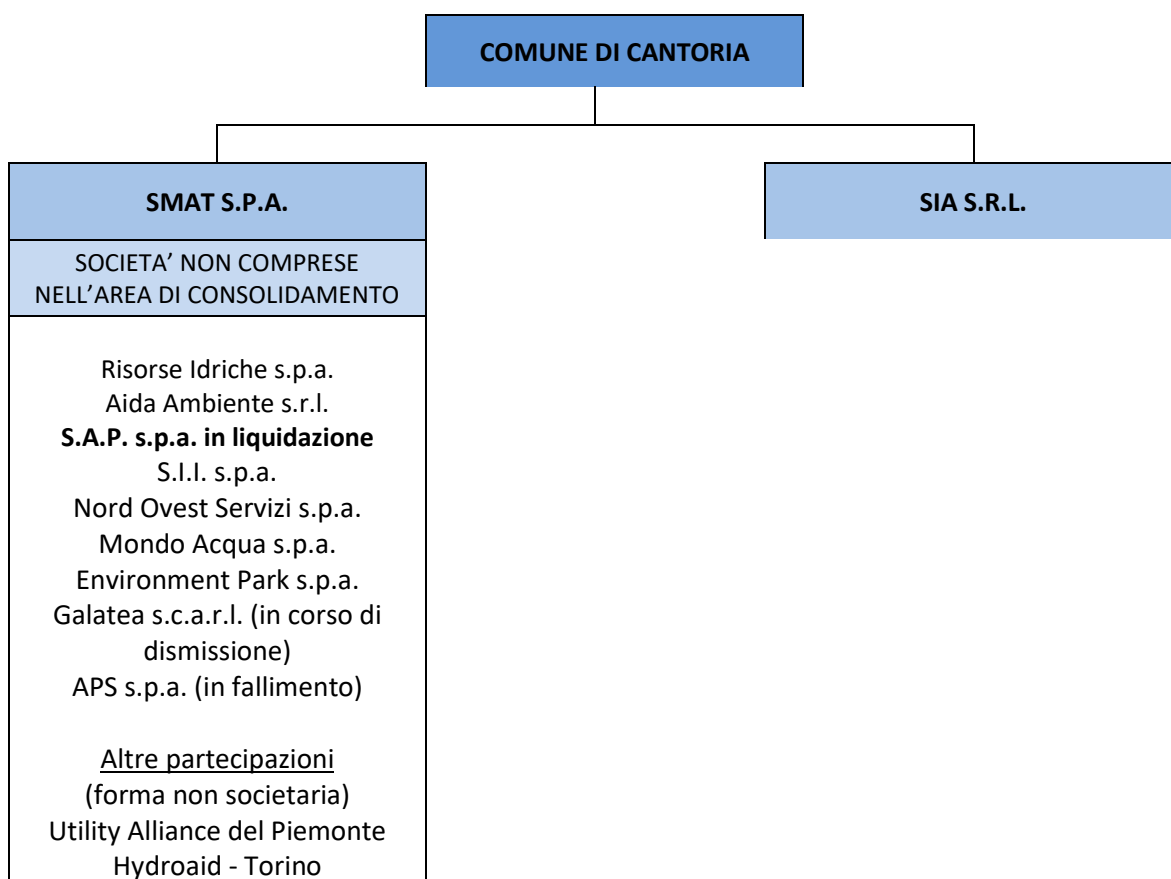 COMUNE DI CANTORIA
SMAT S.P.A.
SIA S.R.L.
SOCIETA’ NON COMPRESE
NELL’AREA DI CONSOLIDAMENTO
Risorse Idriche s.p.a.
Aida Ambiente s.r.l.
S.A.P. s.p.a. in liquidazione
S.I.I. s.p.a.
Nord Ovest Servizi s.p.a.
Mondo Acqua s.p.a.
Environment Park s.p.a.
Galatea s.c.a.r.l. (in corso di
dismissione)
APS s.p.a. (in fallimento)
Altre partecipazioni
(forma non societaria)
Utility Alliance del Piemonte
Hydroaid - Torino